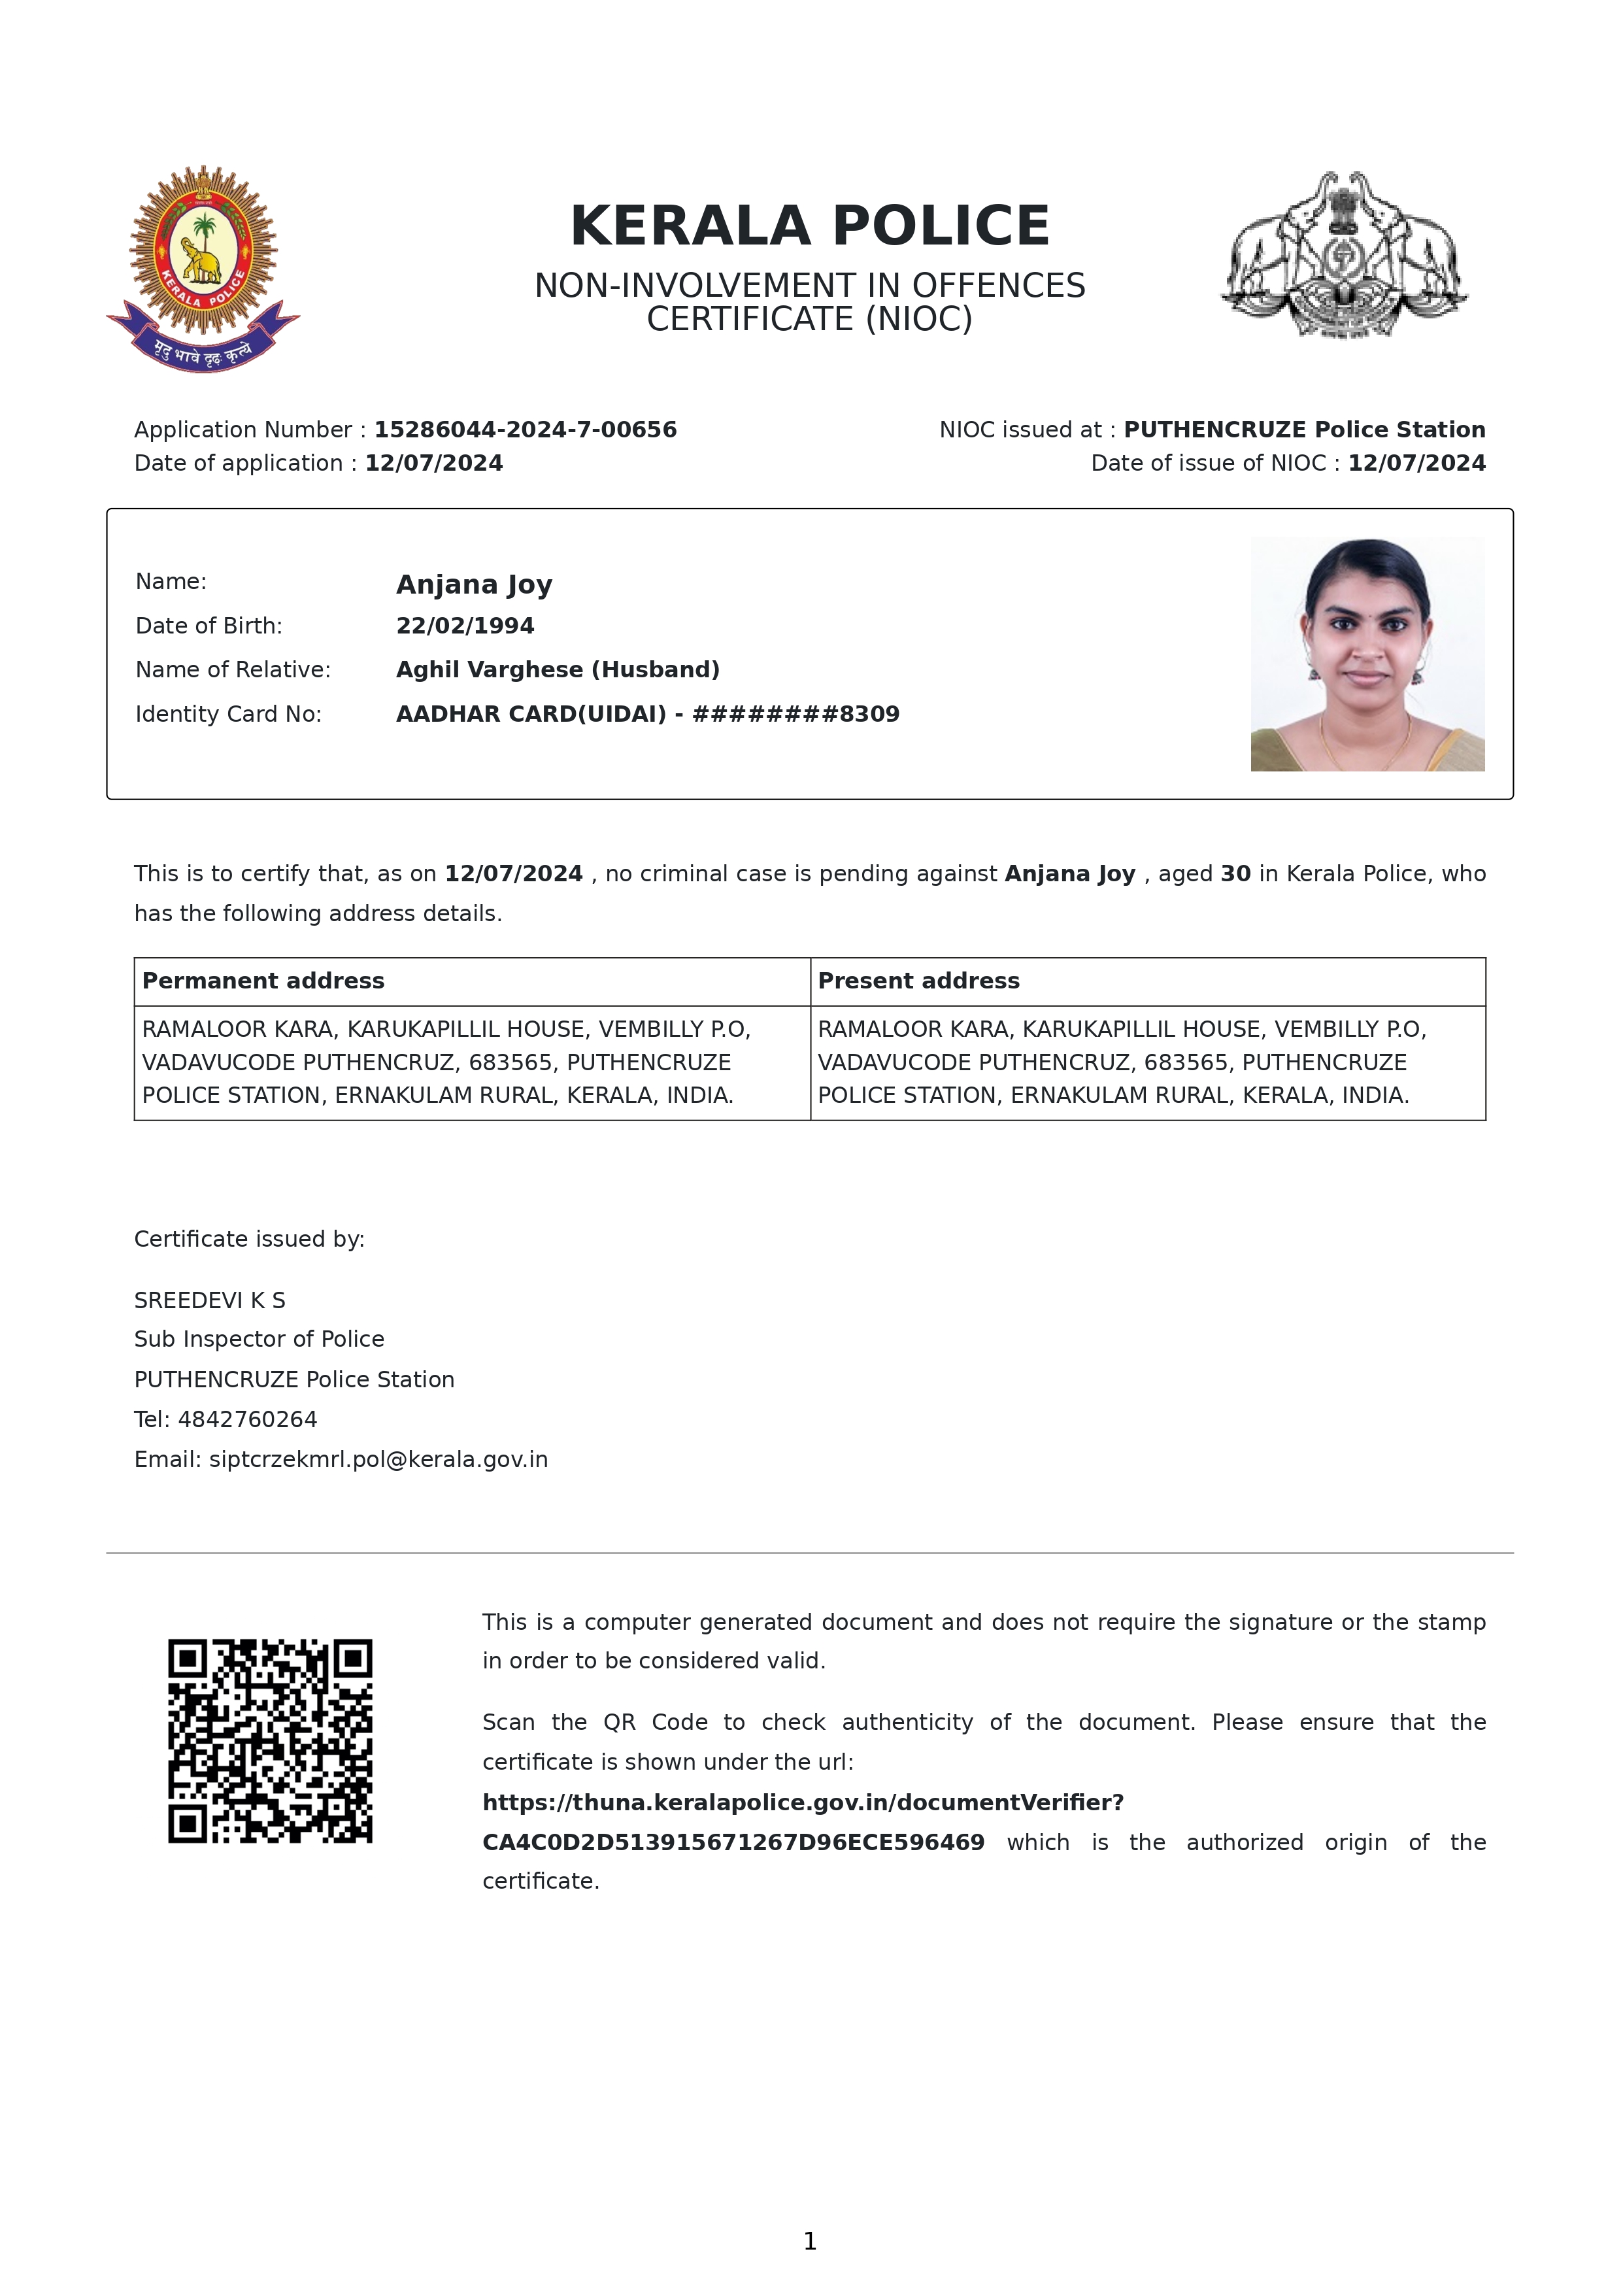 KERALA POLICE
NON-INVOLVEMENT IN OFFENCES
CERTIFICATE (NIOC)
KERALA POLICE
मृदु भावे दृढः कृत्ये
Application Number : 15286044-2024-7-00656
NIOC issued at : PUTHENCRUZE Police Station
Date of application : 12/07/2024
Date of issue of NIOC : 12/07/2024
Name: Anjana Joy
Date of Birth: 22/02/1994
Name of Relative: Aghil Varghese (Husband)
Identity Card No: AADHAR CARD(UIDAI) - ########8309
This is to certify that, as on 12/07/2024 , no criminal case is pending against Anjana Joy , aged 30 in Kerala Police, who
has the following address details.
Permanent address
RAMALOOR KARA, KARUKAPILLIL HOUSE, VEMBILLY P.O,
VADAVUCODE PUTHENCRUZ, 683565, PUTHENCRUZE
POLICE STATION, ERNAKULAM RURAL, KERALA, INDIA.
Present address
RAMALOOR KARA, KARUKAPILLIL HOUSE, VEMBILLY P.O,
VADAVUCODE PUTHENCRUZ, 683565, PUTHENCRUZE
POLICE STATION, ERNAKULAM RURAL, KERALA, INDIA.
Certificate issued by:
SREEDEVI K S
Sub Inspector of Police
PUTHENCRUZE Police Station
Tel: 4842760264
Email: siptcrzekmrl.pol@kerala.gov.in
This is a computer generated document and does not require the signature or the stamp
in order to be considered valid.
Scan the QR Code to check authenticity of the document. Please ensure that the
certificate is shown under the url:
https://thuna.keralapolice.gov.in/documentVerifier?
CA4C0D2D513915671267D96ECE596469 which is the authorized origin of the
certificate.
1